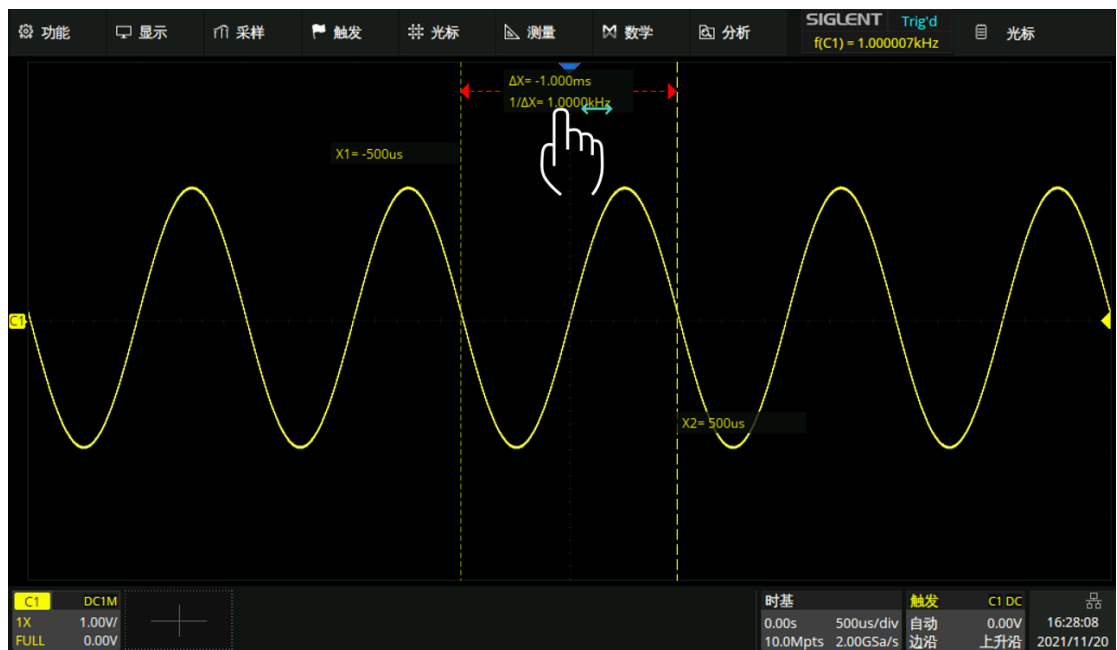 功能 显示 采样 触发 光标 测量 数学 分析 SIGLENT Trig'd 光标
f(C1) = 1.000007kHz
ΔX= -1.000ms
1/ΔX= 1.0000kHz
X1= -500us
C1
X2= 500us
C1 DC1M
1X 1.00V/
FULL 0.00V
时基
0.00s 500us/div
10.0Mpts 2.00GSa/s
触发 C1 DC
自动 0.00V
边沿 上升沿
16:28:08
2021/11/20